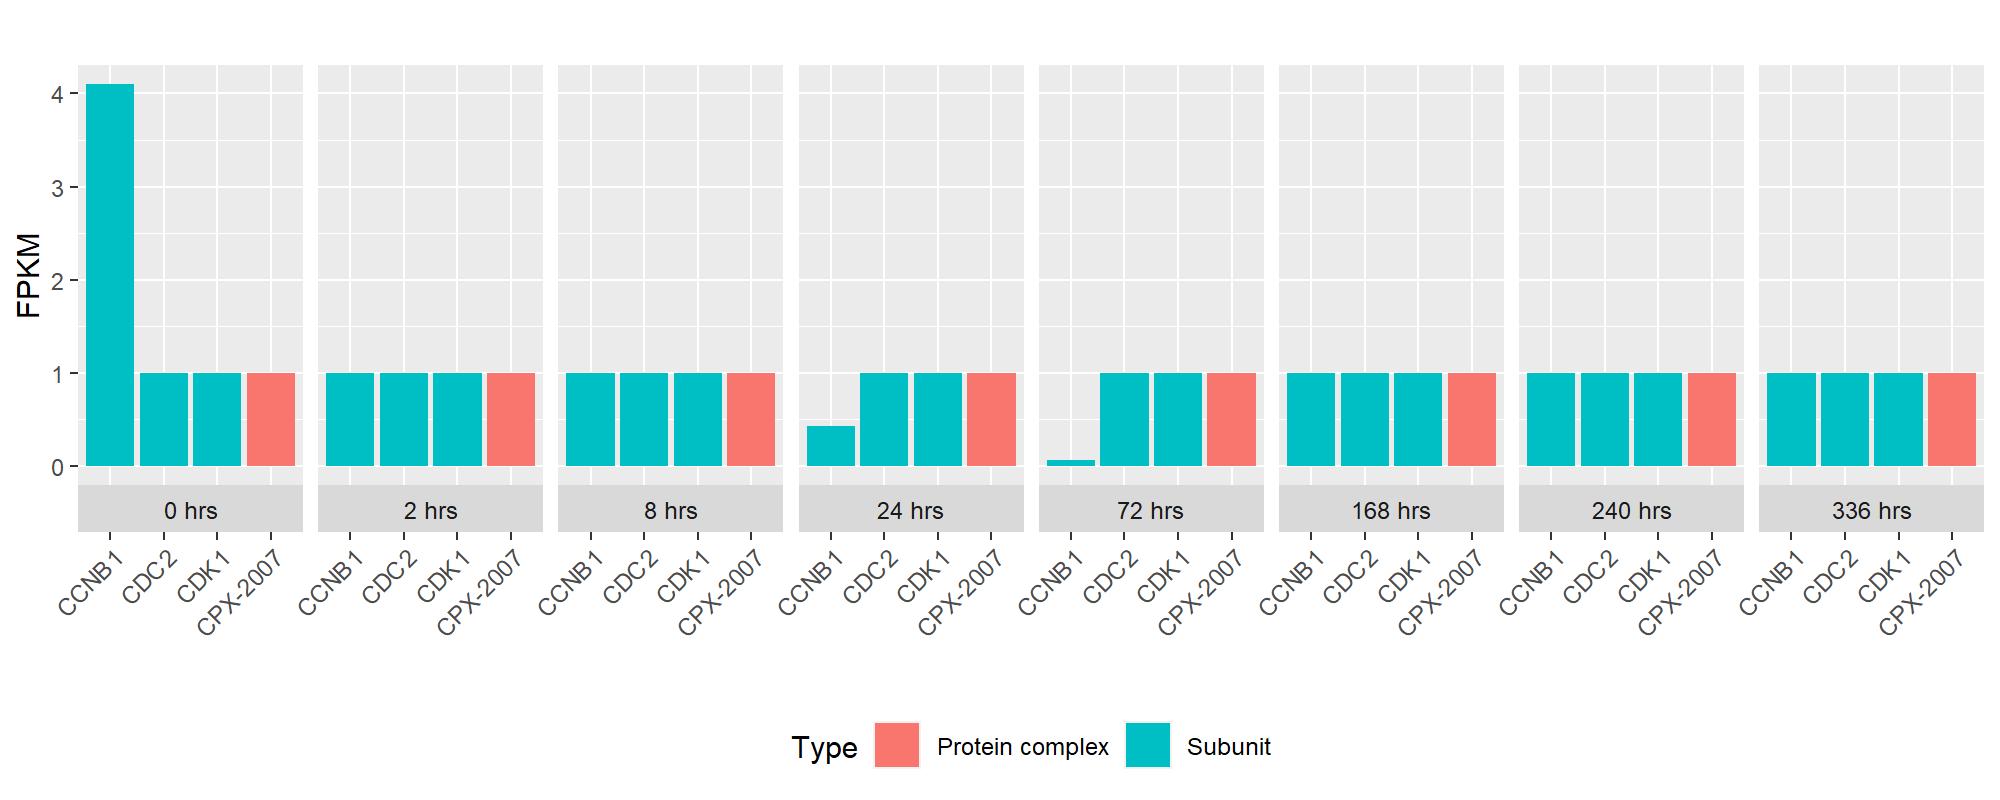 FPKM
4
3
2
1
0
0 hrs 2 hrs 8 hrs 24 hrs 72 hrs 168 hrs 240 hrs 336 hrs
CCNB1 CDC2 CDK1 CPX-2007 CCNB1 CDC2 CDK1 CPX-2007 CCNB1 CDC2 CDK1 CPX-2007 CCNB1 CDC2 CDK1 CPX-2007 CCNB1 CDC2 CDK1 CPX-2007 CCNB1 CDC2 CDK1 CPX-2007 CCNB1 CDC2 CDK1 CPX-2007 CCNB1 CDC2 CDK1 CPX-2007
Type Protein complex Subunit